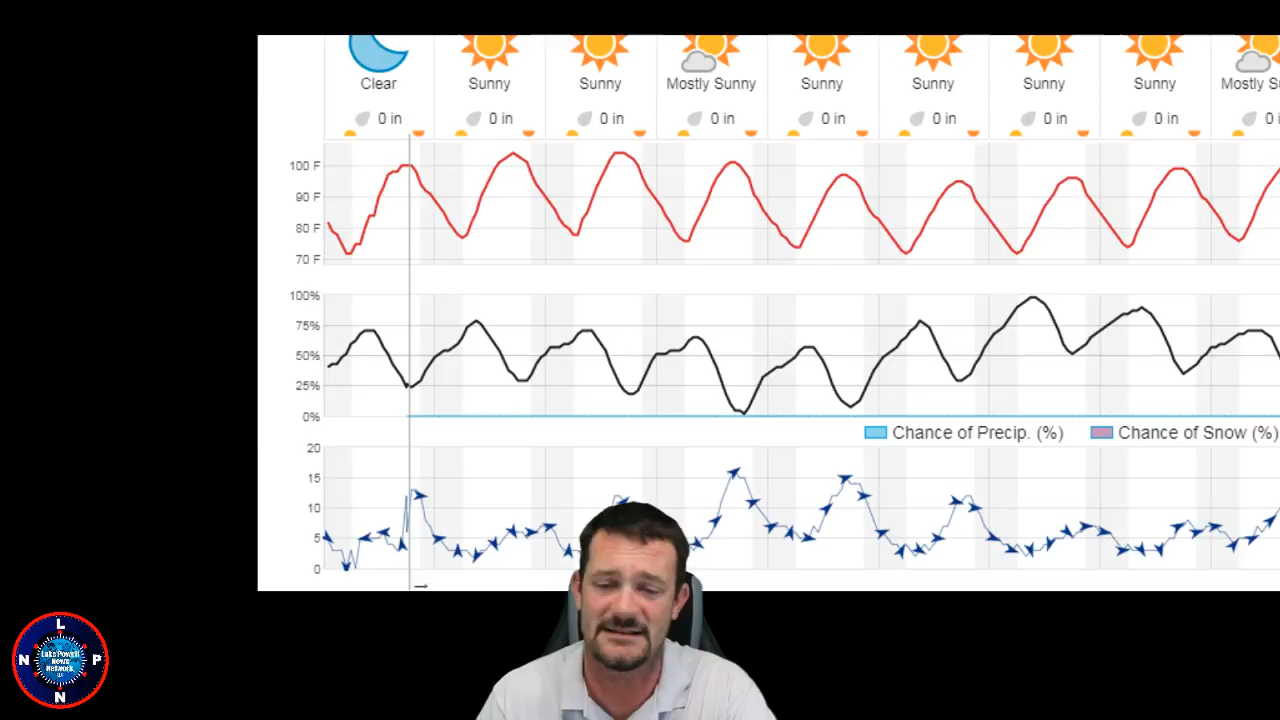 Clear Sunny Sunny Mostly Sunny Sunny Sunny Sunny Sunny Mostly S
0 in 0 in 0 in 0 in 0 in 0 in 0 in 0 in 0 in
100 F
90 F
80 F
70 F
100%
75%
50%
25%
0%
Chance of Precip. (%) Chance of Snow (%)
20
15
10
5
0
L
N P
Lake Powell
News
Network
N